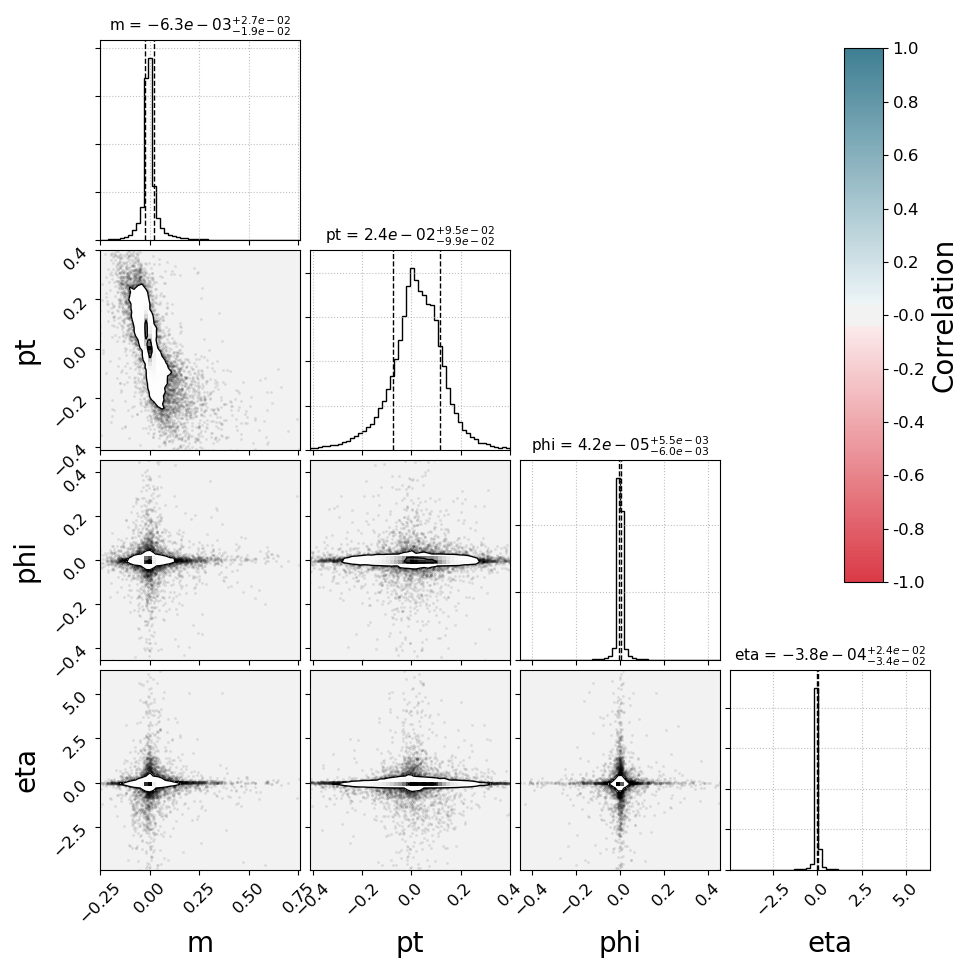 m = −6.3e − 03 +2.7e−02 −1.9e−02
1.0
0.8
0.6
0.4
0.2
-0.0
-0.2
-0.4
-0.6
-0.8
-1.0
Correlation
pt = 2.4e − 02 +9.5e−02 −9.9e−02
pt
0.4
0.2
0.0
−0.2
−0.4
phi = 4.2e − 05 +5.5e−03 −6.0e−03
phi
0.4
0.2
0.0
−0.2
−0.4
eta = −3.8e − 04 +2.4e−02 −3.4e−02
eta
5.0
2.5
0.0
−2.5
−0.25 0.00 0.25 0.50 0.75
−0.4 −0.2 0.0 0.2 0.4
−0.4 −0.2 0.0 0.2 0.4
−2.5 0.0 2.5 5.0
m pt phi eta